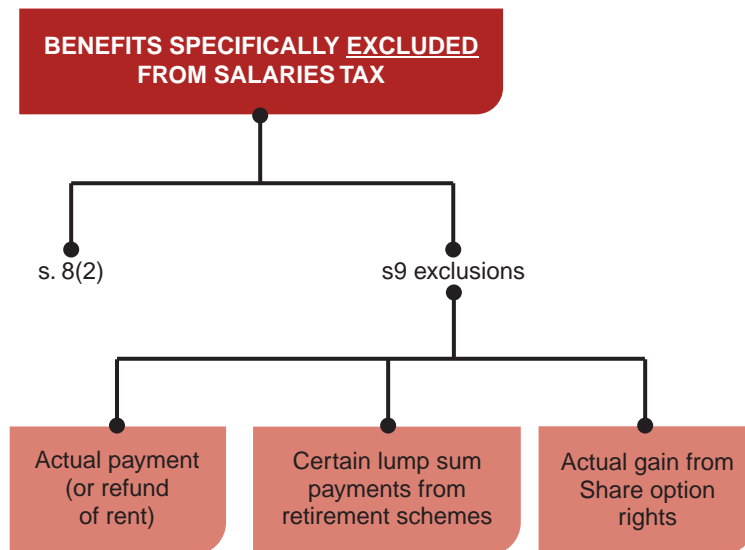 BENEFITS SPECIFICALLY EXCLUDED
FROM SALARIES TAX
s. 8(2)
s9 exclusions
Actual payment
(or refund
of rent)
Certain lump sum
payments from
retirement schemes
Actual gain from
Share option
rights